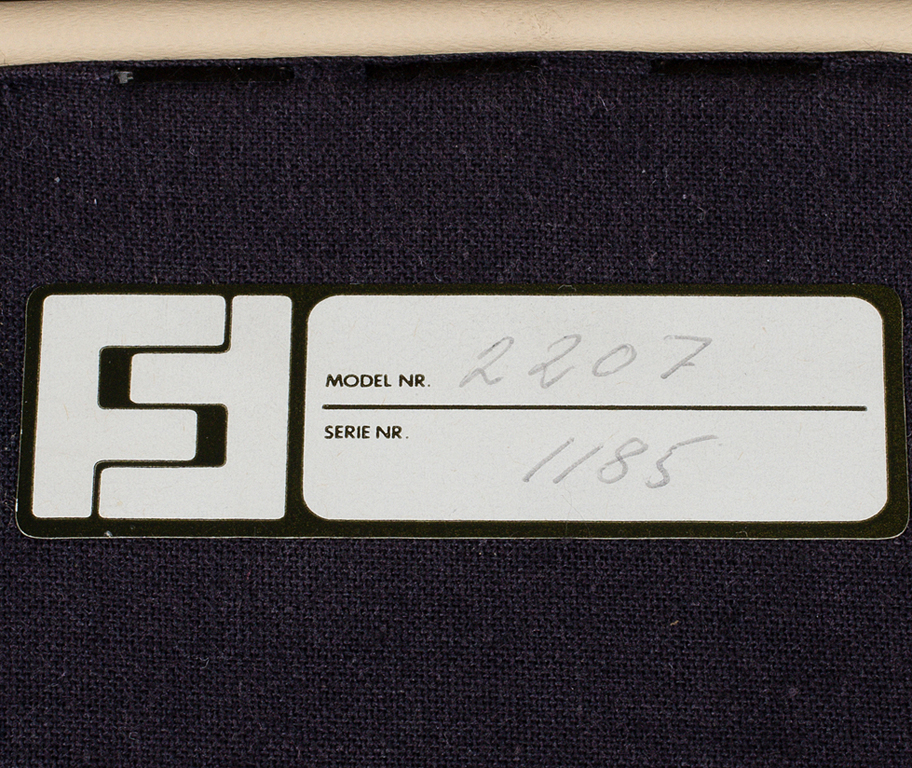 MODEL NR. 2207
SERIE NR. 1185